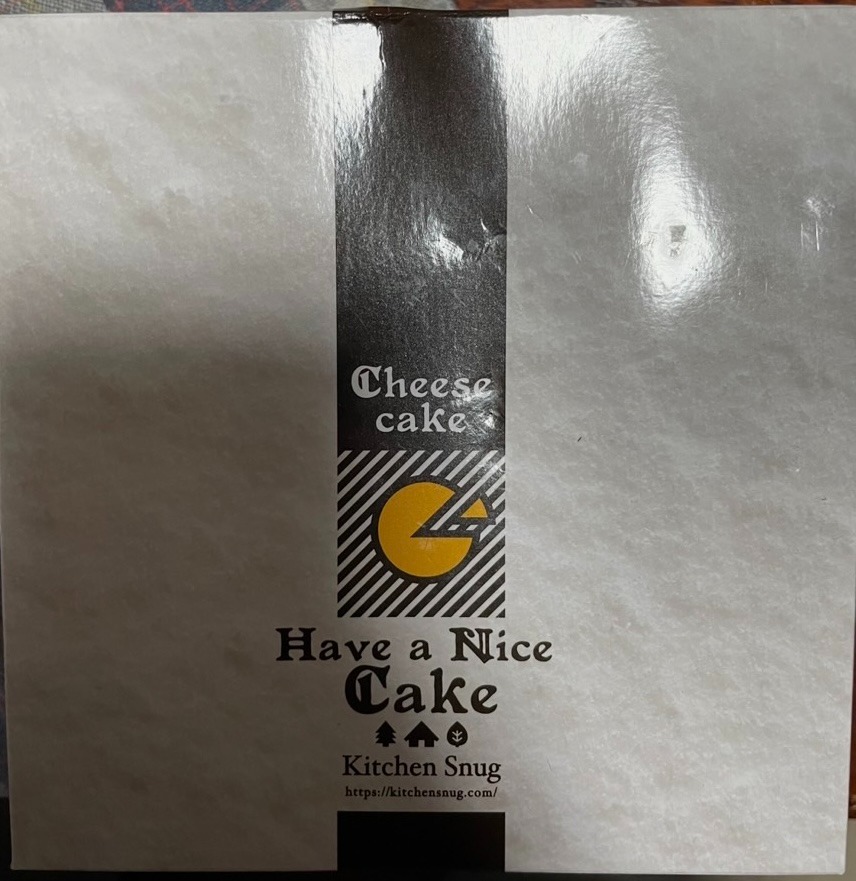 Cheese
cake
Have a Nice
Cake
Kitchen Snug
https://kitchensnug.com/